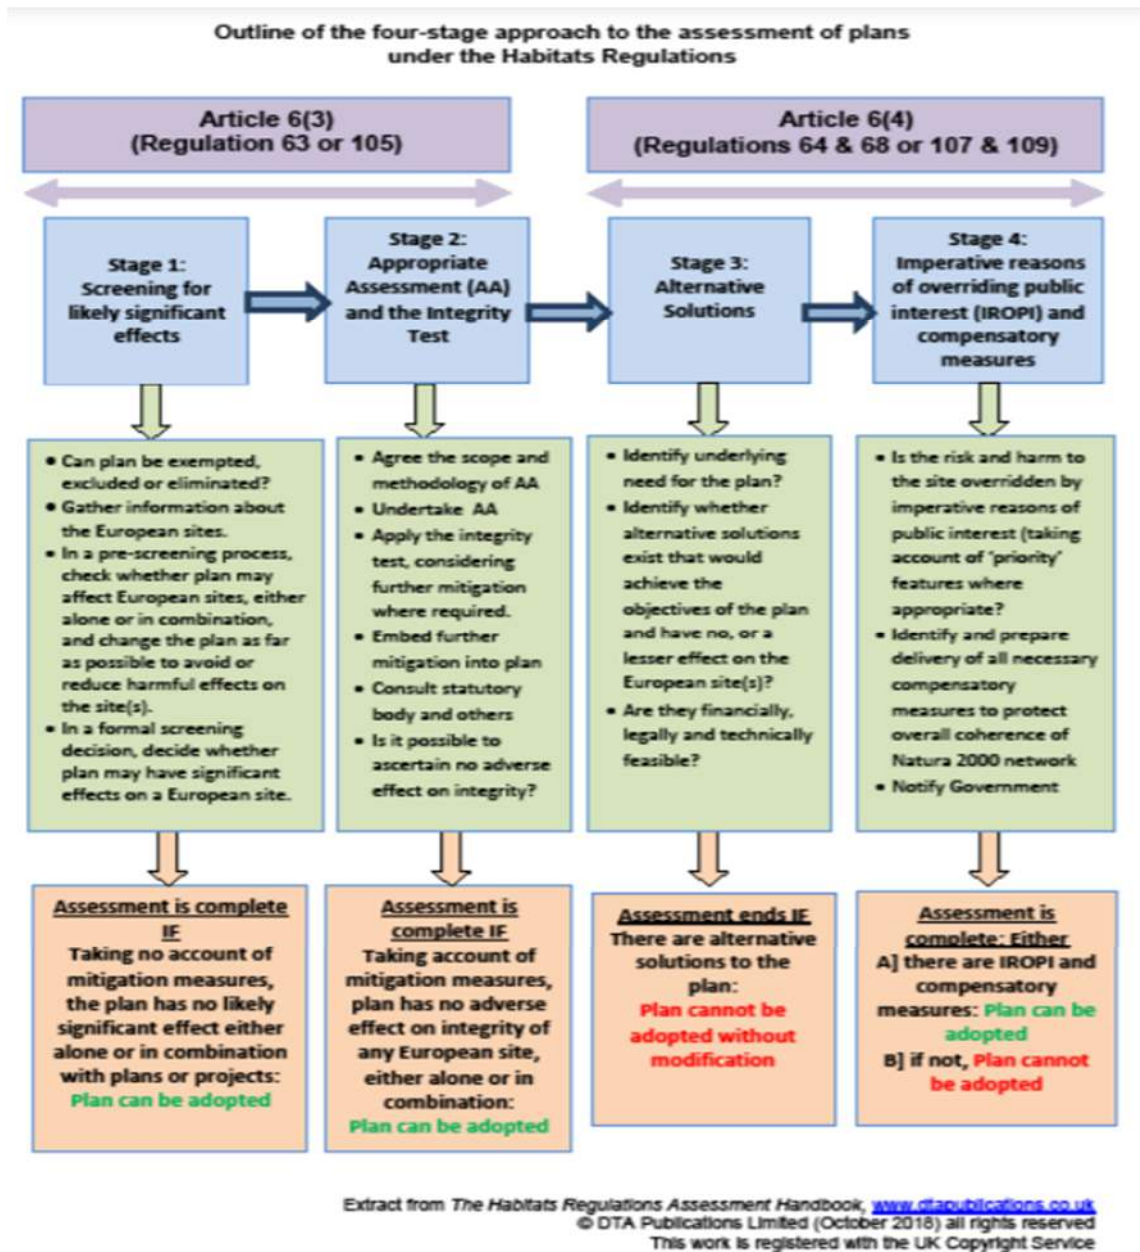 Outline of the four-stage approach to the assessment of plans
under the Habitats Regulations
Article 6(3)
(Regulation 63 or 105)
Article 6(4)
(Regulations 64 & 68 or 107 & 109)
Stage 1:
Screening for
likely significant
effects
Stage 2:
Appropriate
Assessment (AA)
and the Integrity
Test
Stage 3:
Alternative
Solutions
Stage 4:
Imperative reasons
of overriding public
interest (IROPI) and
compensatory
measures
• Can plan be exempted,
excluded or eliminated?
• Gather information about
the European sites.
• In a pre-screening process,
check whether plan may
affect European sites, either
alone or in combination,
and change the plan as far
as possible to avoid or
reduce harmful effects on
the site(s).
• In a formal screening
decision, decide whether
plan may have significant
effects on a European site.
• Agree the scope and
methodology of AA
• Undertake AA
• Apply the integrity
test, considering
further mitigation
where required.
• Embed further
mitigation into plan
• Consult statutory
body and others
• Is it possible to
ascertain no adverse
effect on integrity?
• Identify underlying
need for the plan?
• Identify whether
alternative solutions
exist that would
achieve the
objectives of the plan
and have no, or a
lesser effect on the
European site(s)?
• Are they financially,
legally and technically
feasible?
• Is the risk and harm to
the site overridden by
imperative reasons of
public interest (taking
account of 'priority'
features where
appropriate?
• Identify and prepare
delivery of all necessary
compensatory
measures to protect
overall coherence of
Natura 2000 network
• Notify Government
Assessment is complete
IF
Taking no account of
mitigation measures,
the plan has no likely
significant effect either
alone or in combination
with plans or projects:
Plan can be adopted
Assessment is
complete IF
Taking account of
mitigation measures,
plan has no adverse
effect on integrity of
any European site,
either alone or in
combination:
Plan can be adopted
Assessment ends IF
There are alternative
solutions to the
plan:
Plan cannot be
adopted without
modification
Assessment is
complete: Either
A] there are IROPI and
compensatory
measures: Plan can be
adopted
B] if not, Plan cannot
be adopted
Extract from The Habitats Regulations Assessment Handbook, www.dtapublications.co.uk
© DTA Publications Limited (October 2018) all rights reserved
This work is registered with the UK Copyright Service